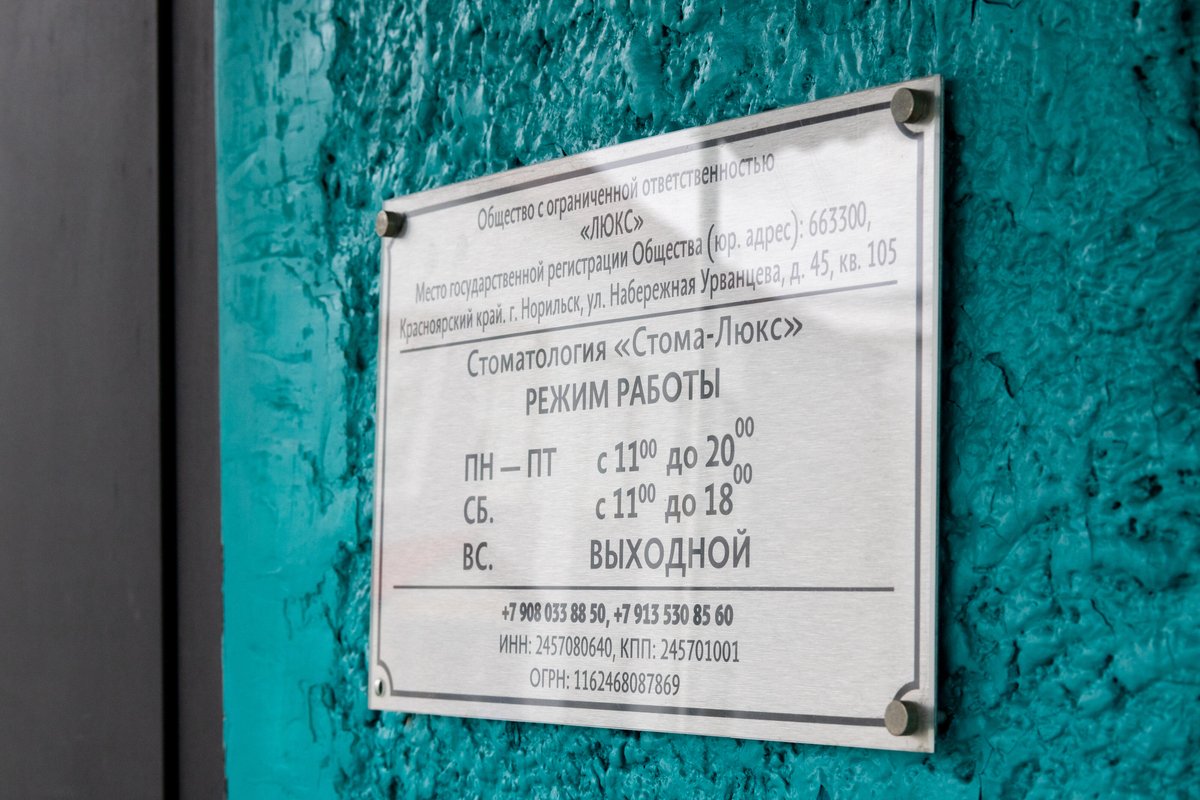 Общество с ограниченной ответственностью
«ЛЮКС»
Место государственной регистрации Общества (юр. адрес): 663300,
Красноярский край. г. Норильск, ул. Набережная Урванцева, д. 45, кв. 105
Стоматология «Стома-Люкс»
РЕЖИМ РАБОТЫ
ПН — ПТ с 11⁰⁰ до 20⁰⁰
СБ. с 11⁰⁰ до 18⁰⁰
ВС. ВЫХОДНОЙ
+7 908 033 88 50, +7 913 530 85 60
ИНН: 2457080640, КПП: 245701001
ОГРН: 1162468087869